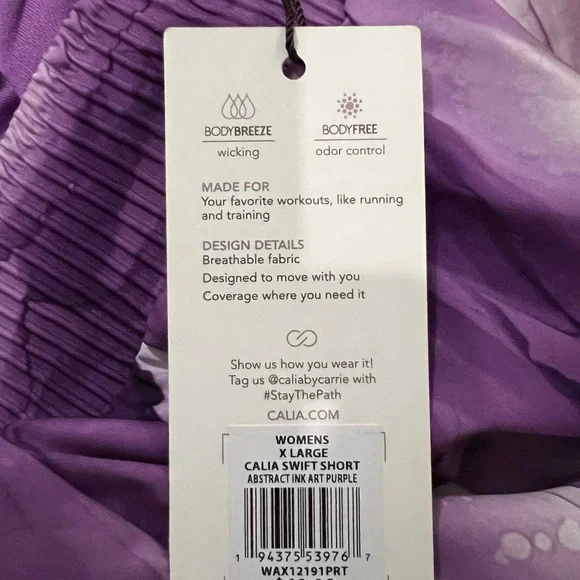 BODYBREEZE
wicking
BODYFREE
odor control
MADE FOR
Your favorite workouts, like running
and training
DESIGN DETAILS
Breathable fabric
Designed to move with you
Coverage where you need it
Show us how you wear it!
Tag us @caliabycarrie with
#StayThePath
CALIA.COM
WOMENS
X LARGE
CALIA SWIFT SHORT
ABSTRACT INK ART PURPLE
1 94375 53976 7
WAX12191PRT